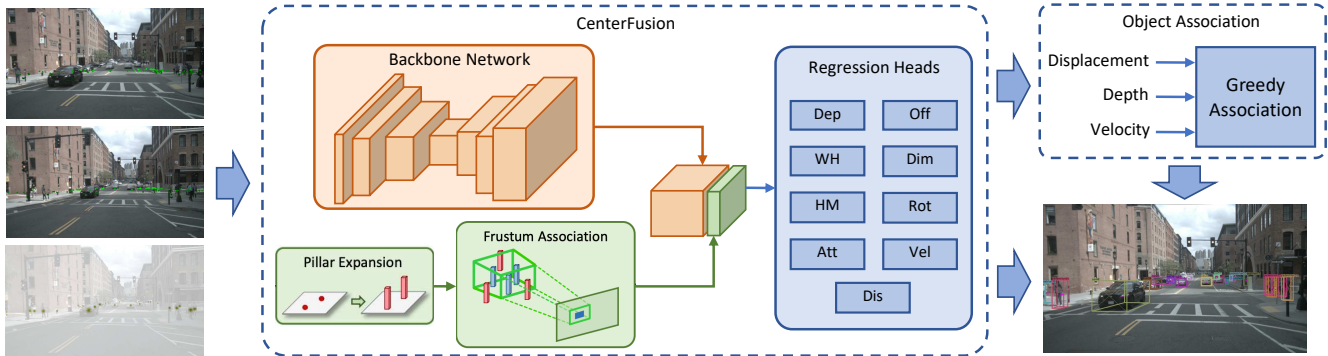 CenterFusion
Backbone Network
Pillar Expansion
Frustum Association
Regression Heads
Dep
Off
WH
Dim
HM
Rot
Att
Vel
Dis
Object Association
Displacement
Depth
Velocity
Greedy
Association